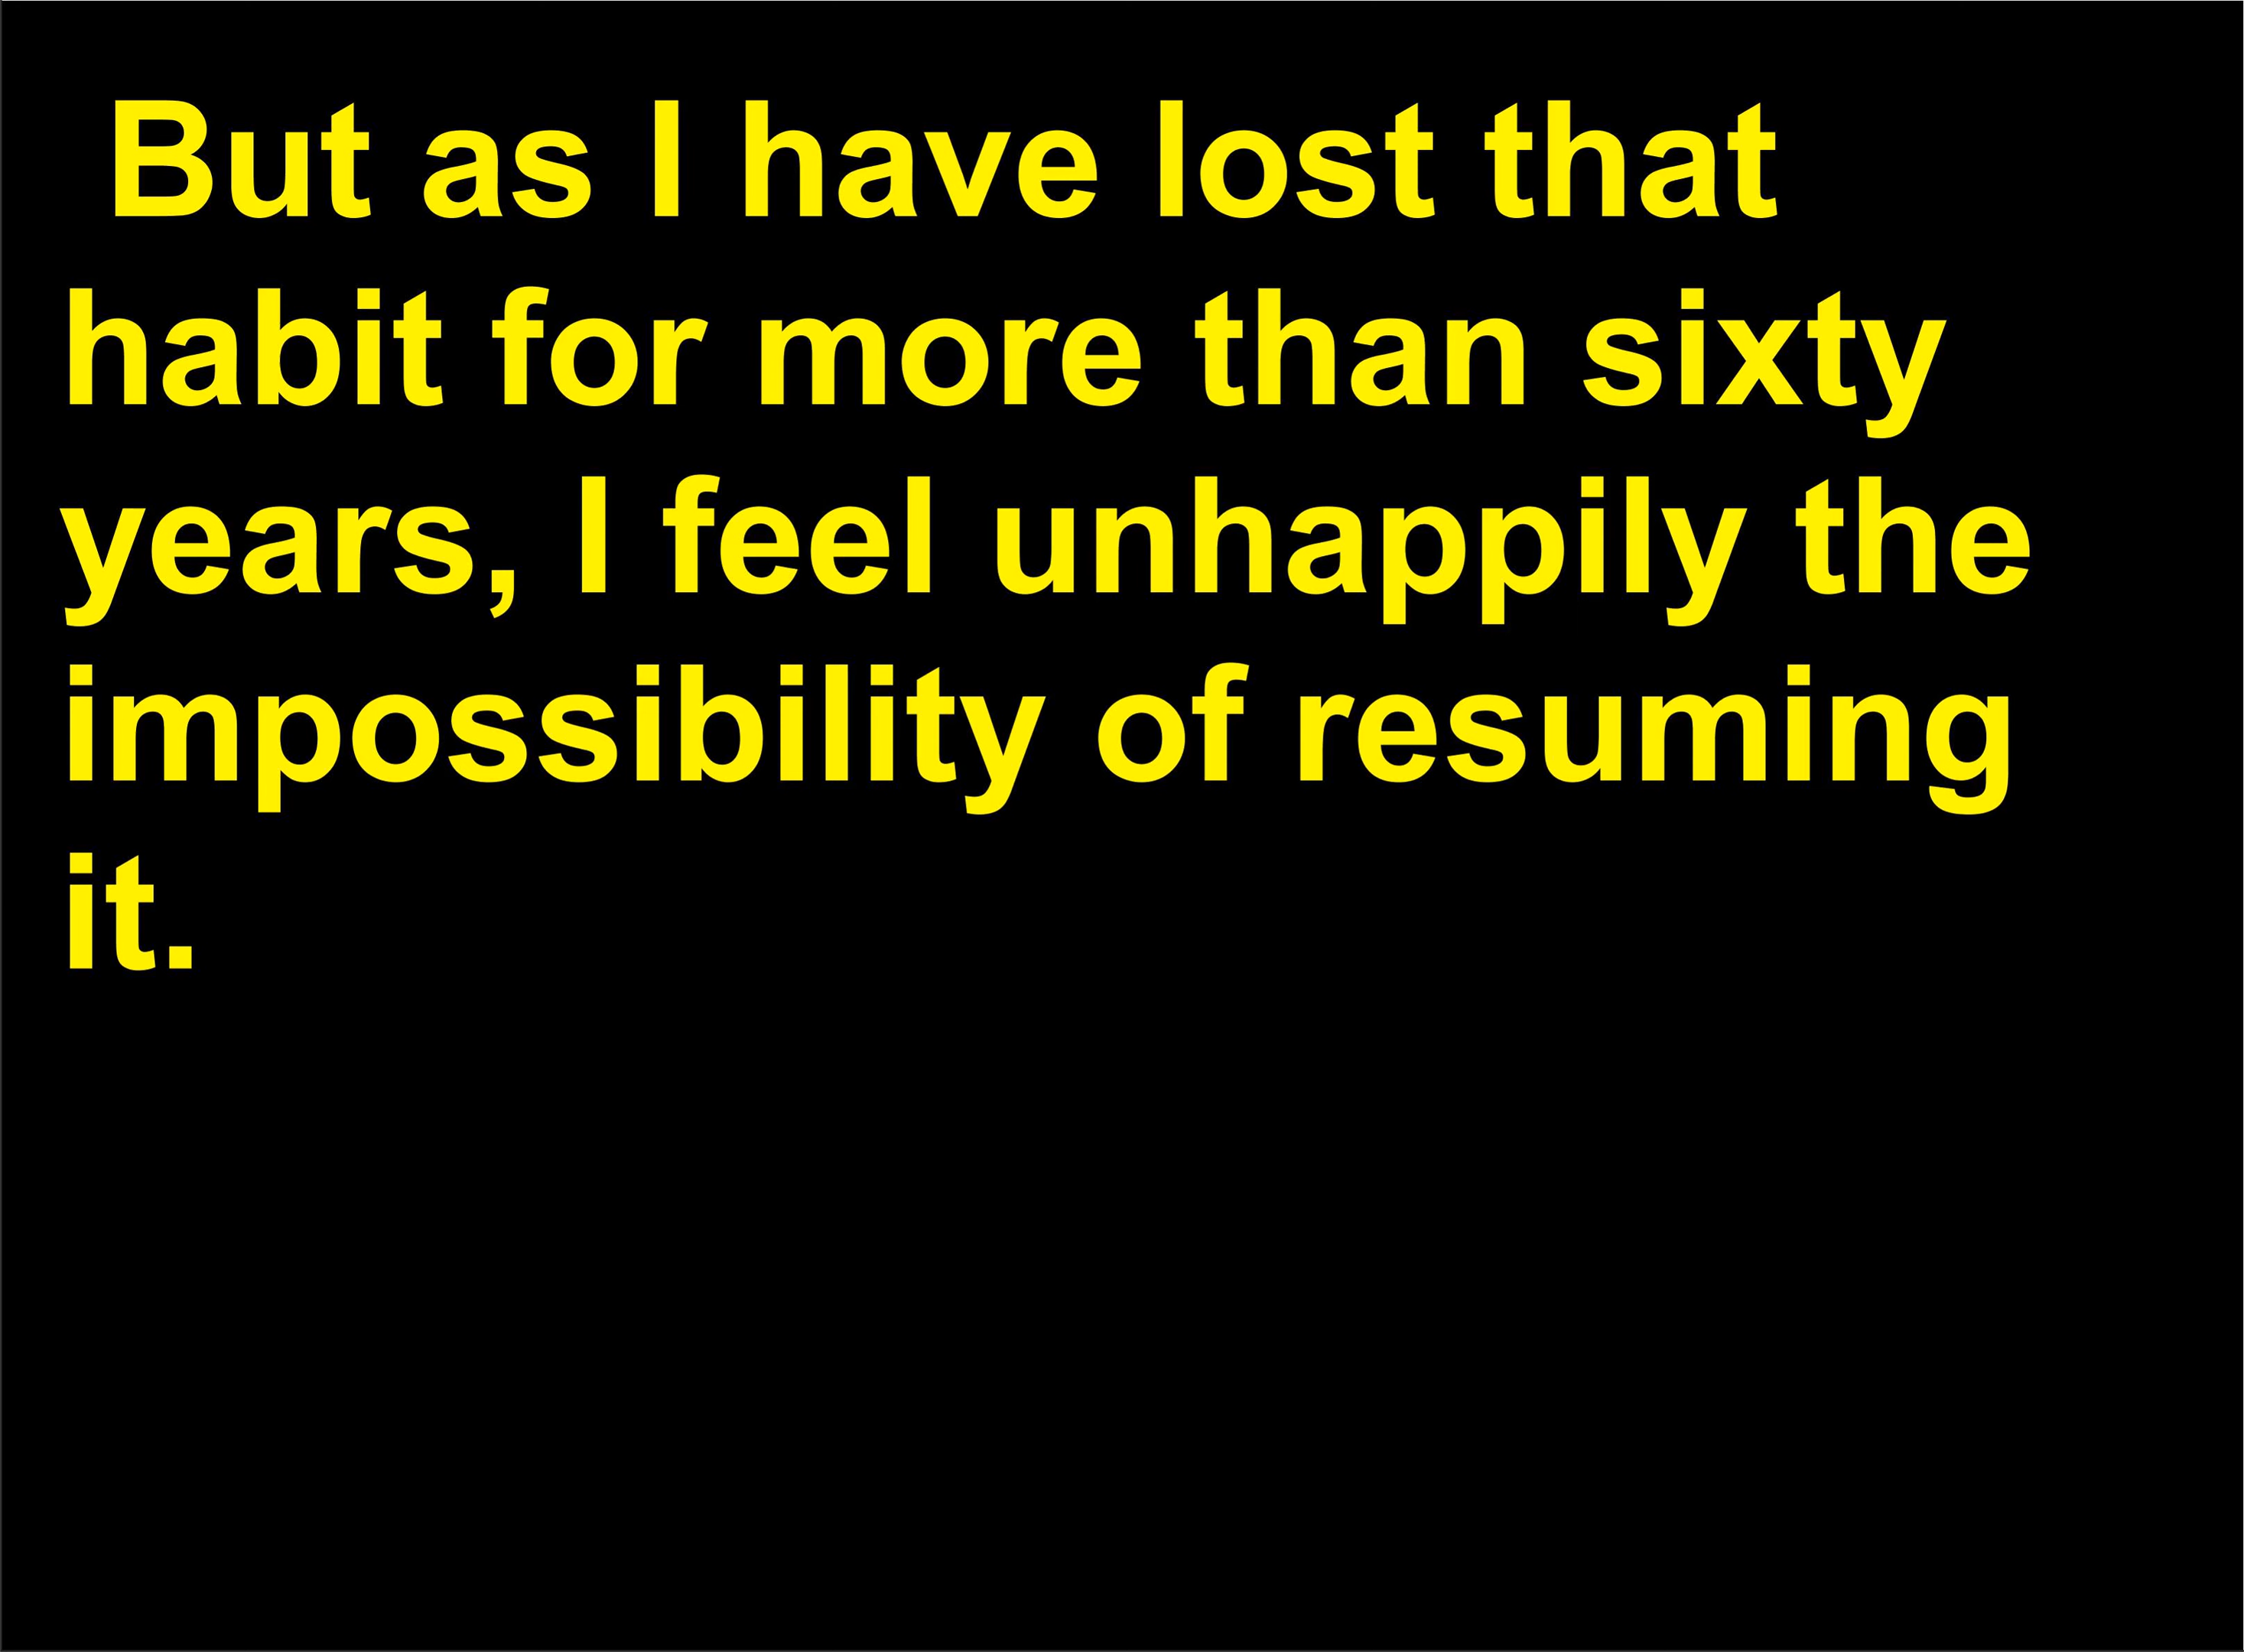 But as I have lost that
habit for more than sixty
years, I feel unhappily the
impossibility of resuming
it.